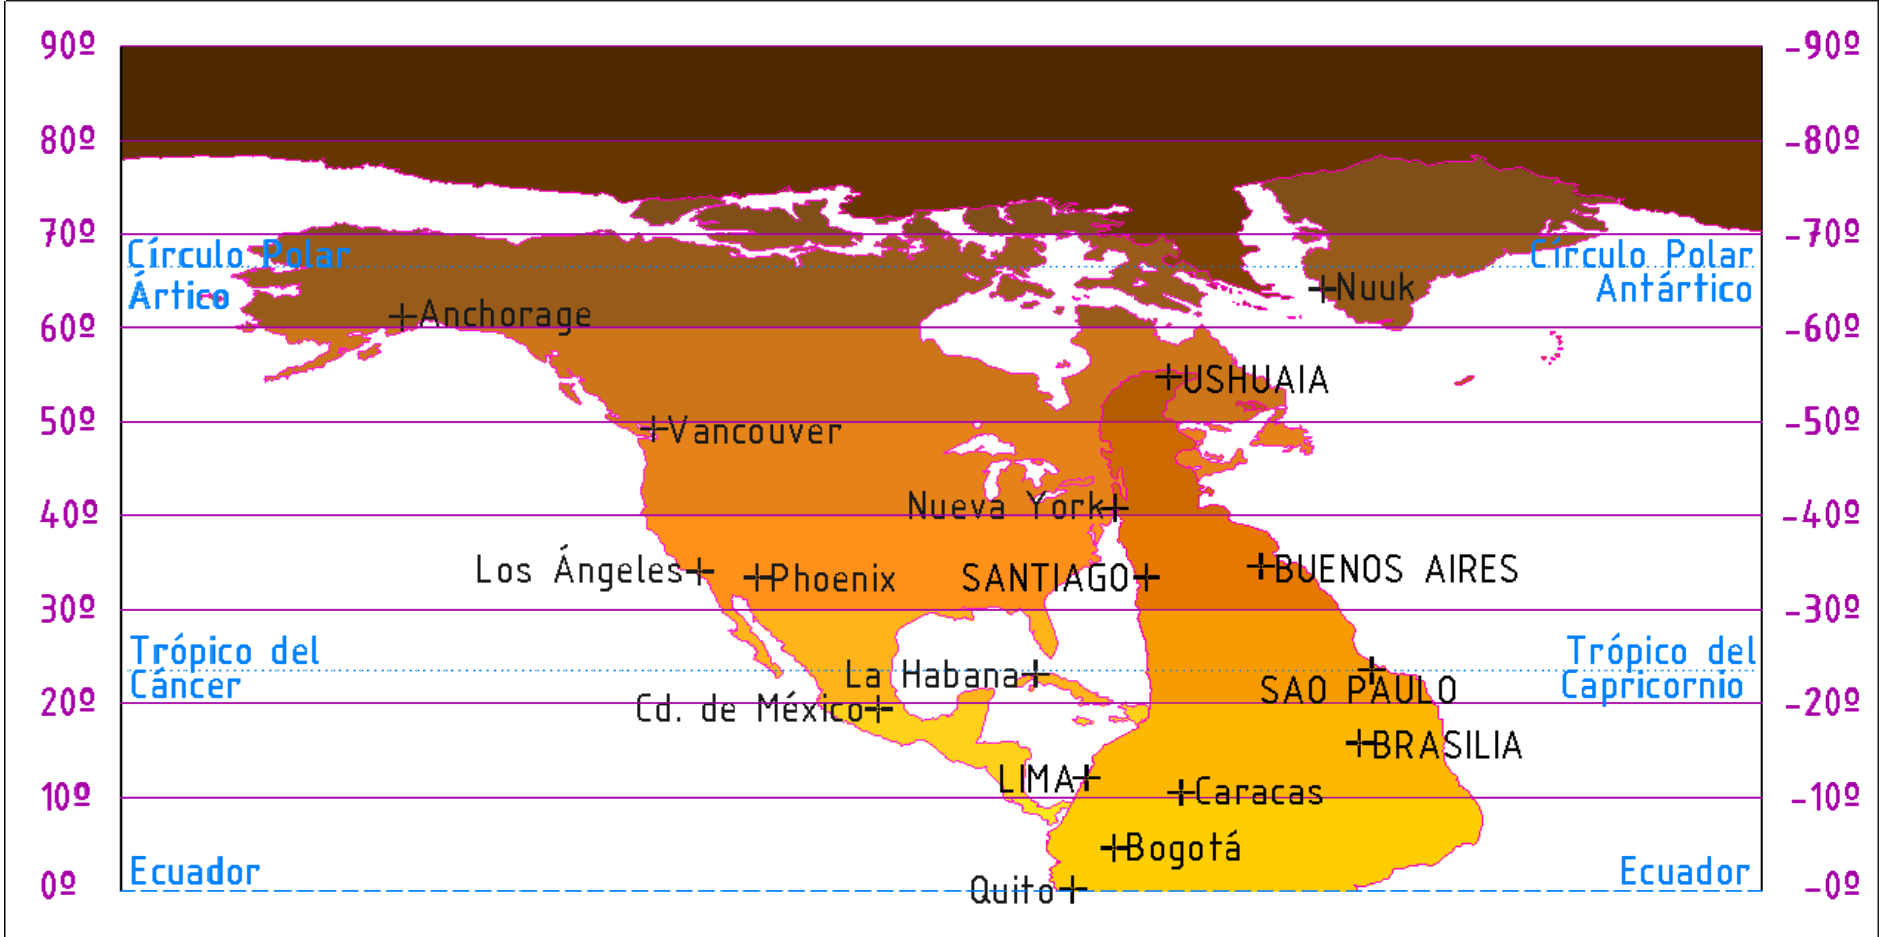 90º
-90º
80º
-80º
70º
-70º
Círculo Polar
Ártico
Círculo Polar
Antártico
Nuuk
Anchorage
60º
-60º
USHUAIA
50º
-50º
Vancouver
Nueva York
40º
-40º
Los Ángeles
Phoenix
SANTIAGO
BUENOS AIRES
30º
-30º
Trópico del
Cáncer
Trópico del
Capricornio
La Habana
SAO PAULO
Cd. de México
20º
-20º
BRASILIA
LIMA
Caracas
10º
-10º
Bogotá
Ecuador
Ecuador
0º
-0º
Quito